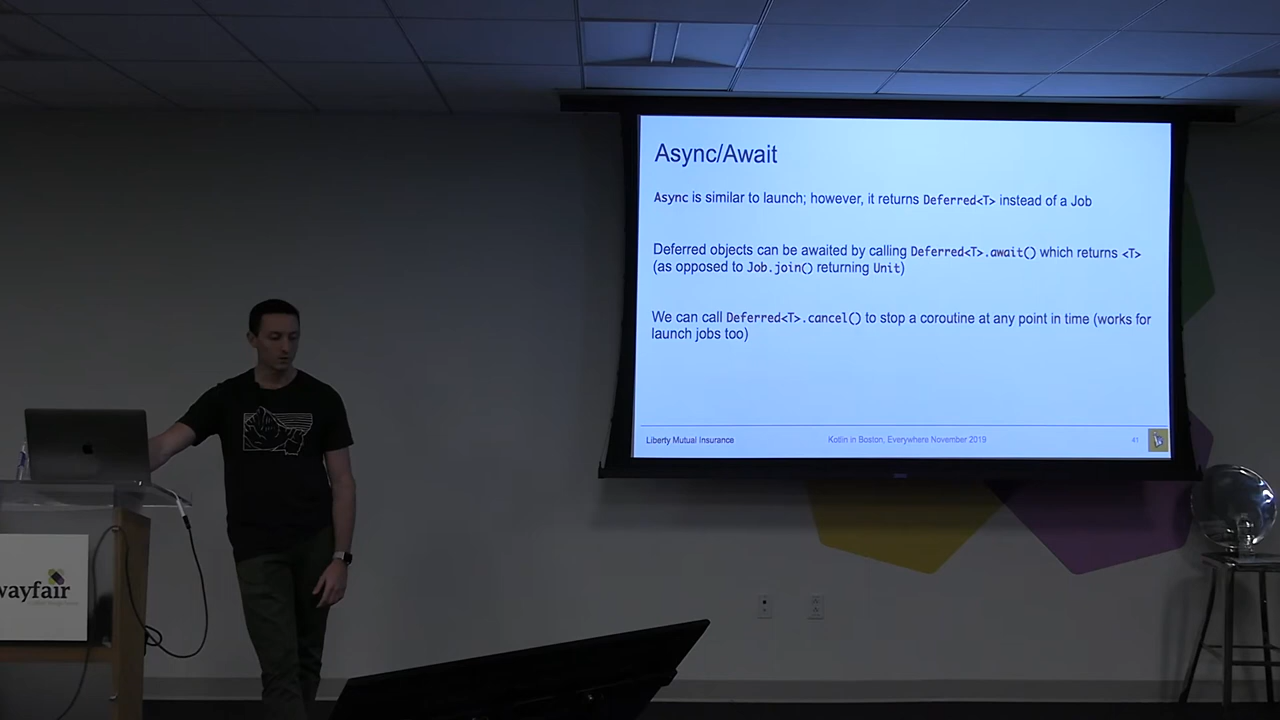 Async/Await
Async is similar to launch; however, it returns Deferred<T> instead of a Job
Deferred objects can be awaited by calling Deferred<T>.await() which returns <T>
(as opposed to Job.join() returning Unit)
We can call Deferred<T>.cancel() to stop a coroutine at any point in time (works for
launch jobs too)
Liberty Mutual Insurance
Kotlin in Boston, Everywhere November 2019
41
wayfair